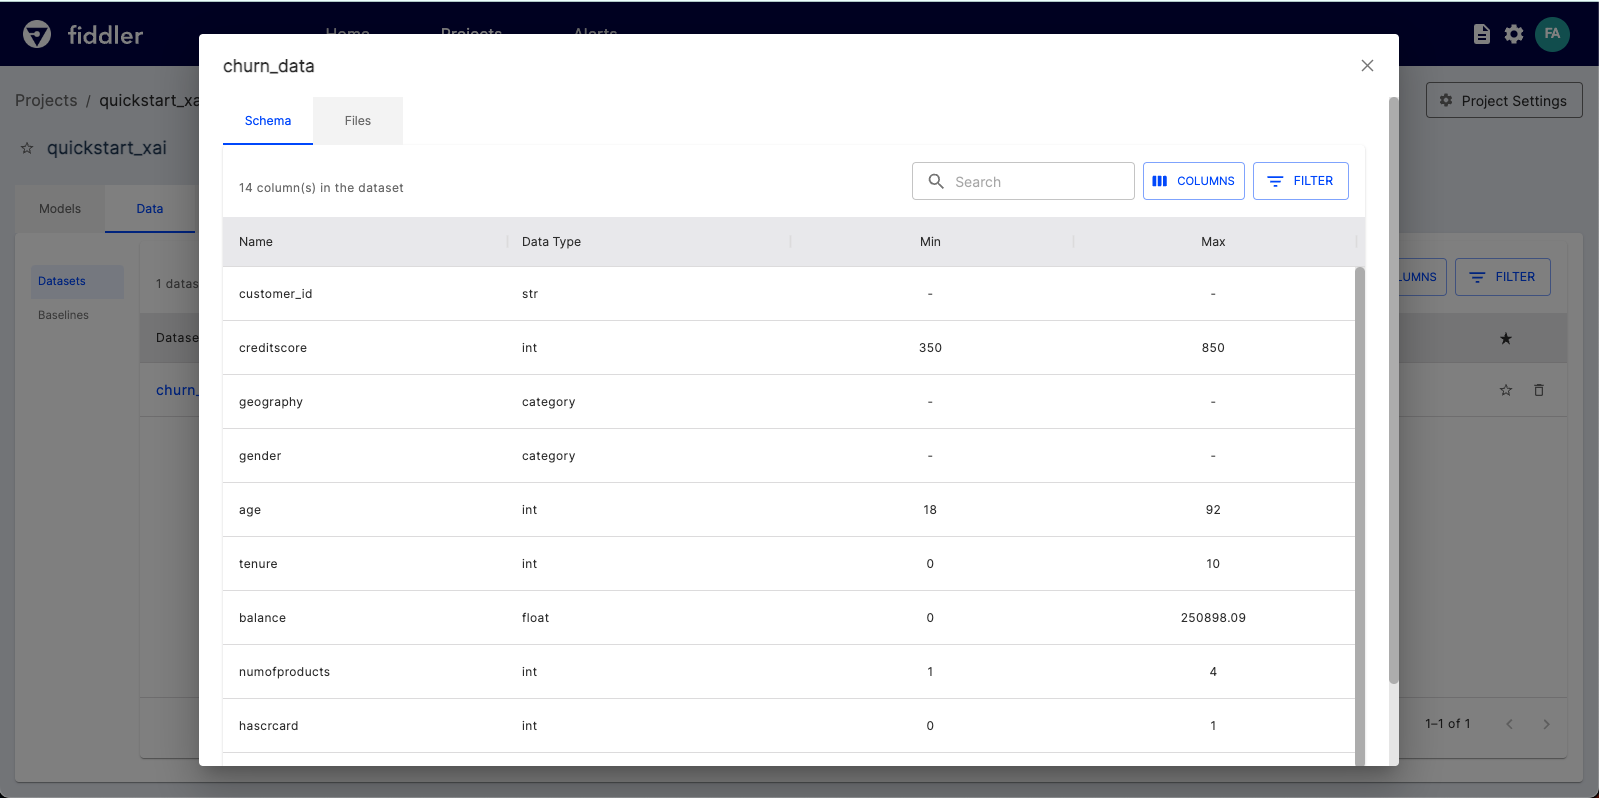 fiddler
Home Projects Alerts
FA
churn_data
Projects / quickstart_xa
Project Settings
Schema Files
quickstart_xai
14 column(s) in the dataset
Search
COLUMNS
FILTER
Models Data
Name Data Type Min Max
Datasets
1 datas
LUMNS
FILTER
customer_id str - -
Baselines
Datase
creditscore int 350 850
churn_
geography category - -
gender category - -
age int 18 92
tenure int 0 10
balance float 0 250898.09
numofproducts int 1 4
hascrcard int 0 1
1–1 of 1